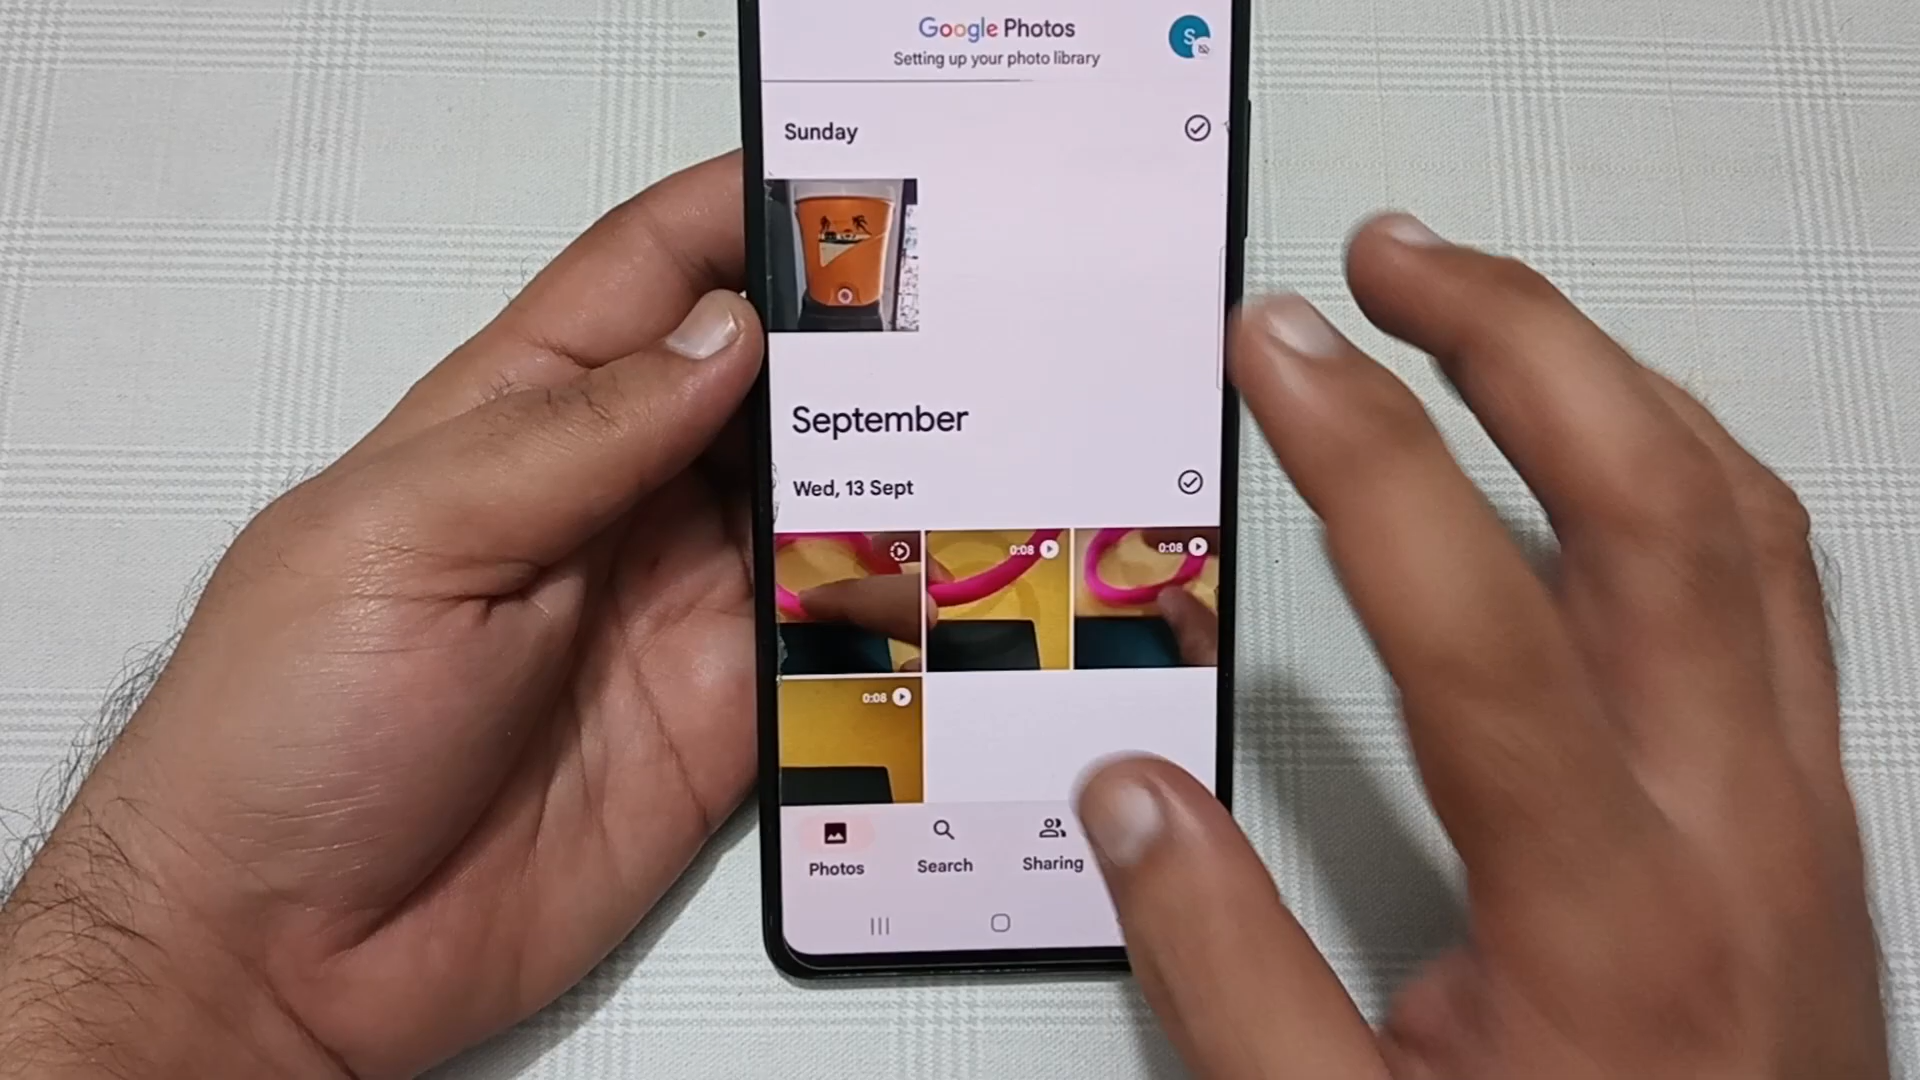 Google Photos
S
Setting up your photo library
Sunday
September
Wed, 13 Sept
0:08
0:08
0:08
Photos
Search
Sharing